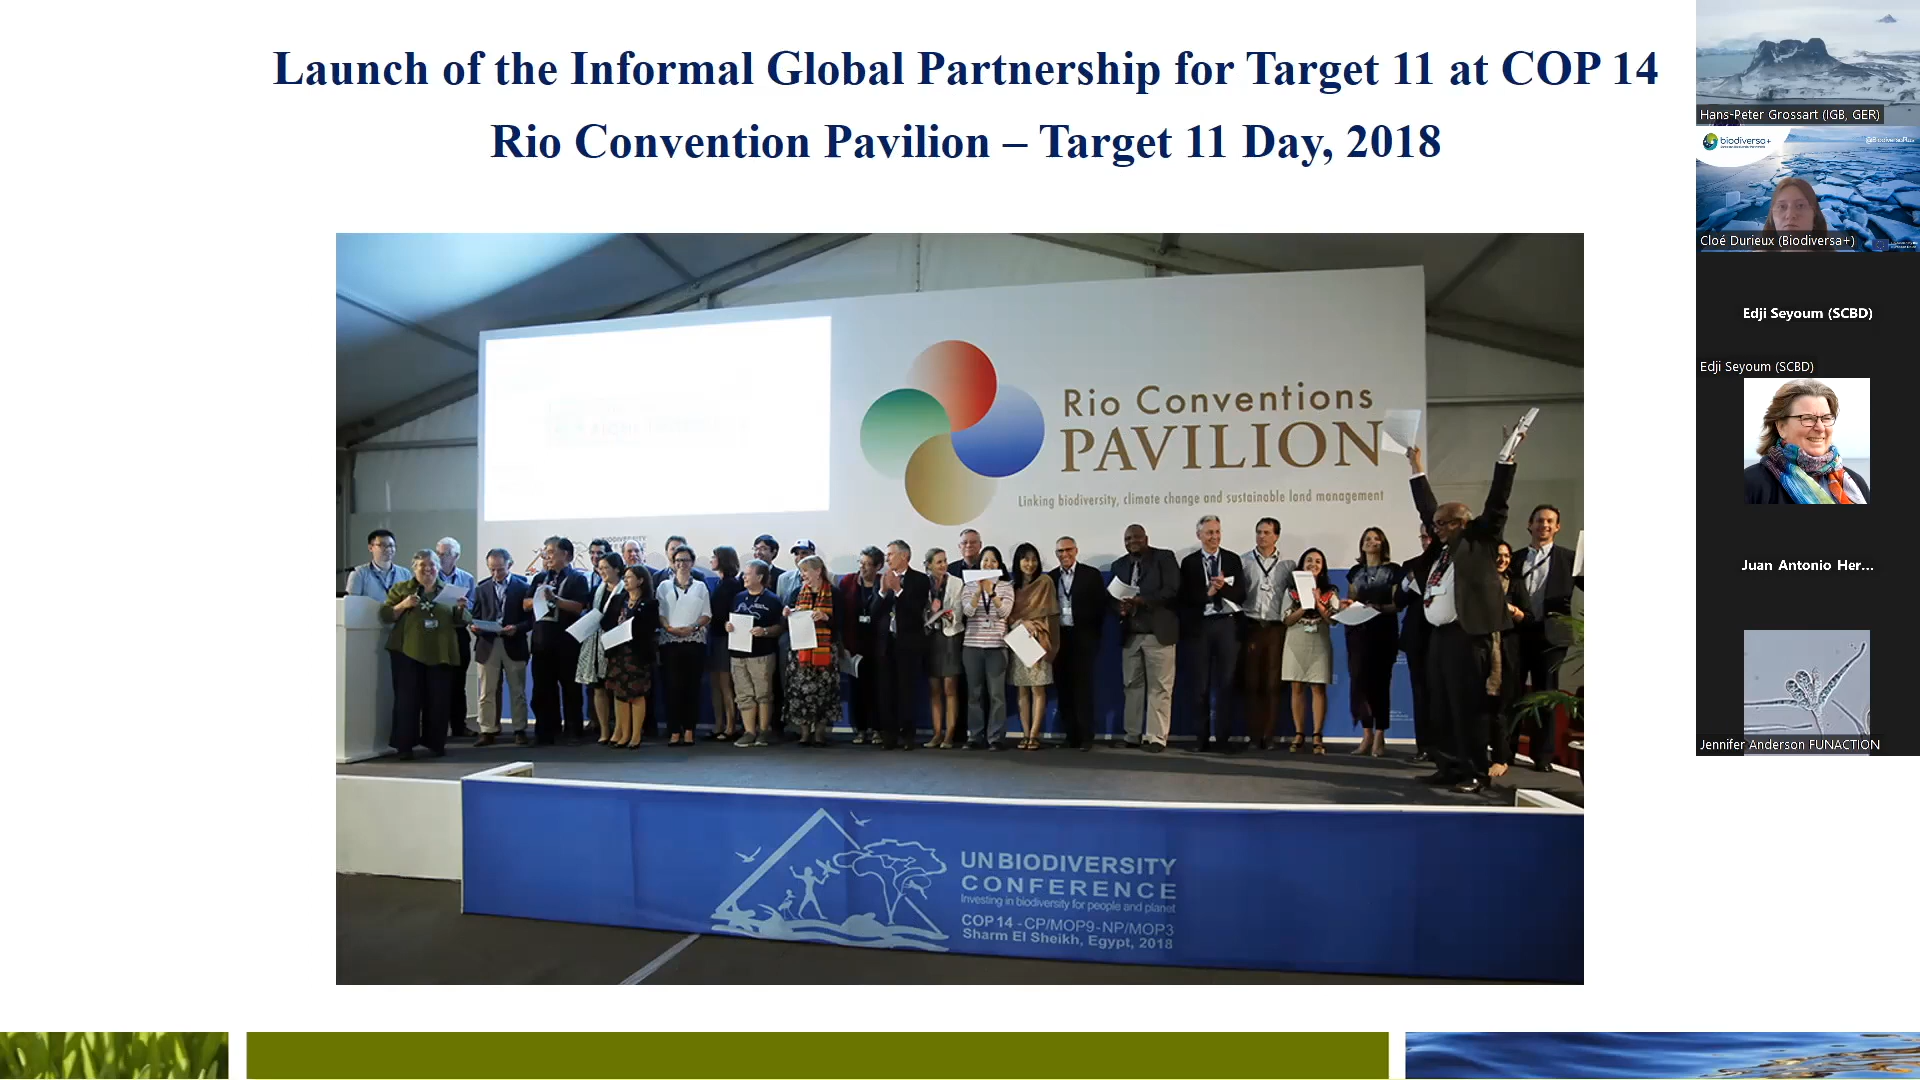 Launch of the Informal Global Partnership for Target 11 at COP 14
Rio Convention Pavilion – Target 11 Day, 2018
Rio Conventions
PAVILION
Linking biodiversity, climate change and sustainable land management
UN BIODIVERSITY
CONFERENCE
Investing in biodiversity for people and planet
COP 14 - CP/MOP9 - NP/MOP3
Sharm El Sheikh, Egypt, 2018
Hans-Peter Grossart (IGB, GER)
biodiversa+
Cloé Durieux (Biodiversa+)
Edji Seyoum (SCBD)
Edji Seyoum (SCBD)
Juan Antonio Her...
Jennifer Anderson FUNACTION